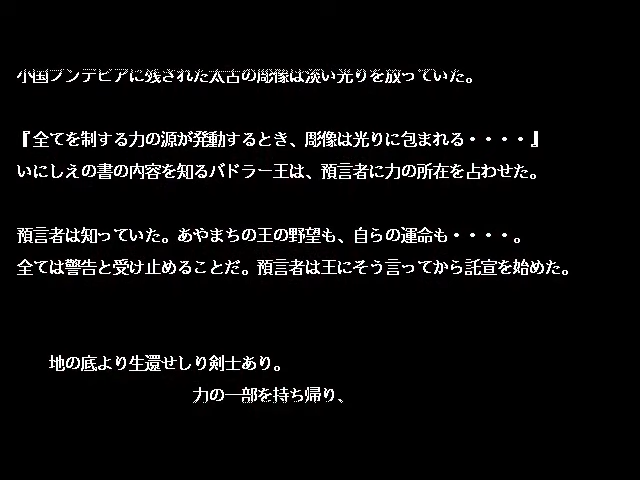 小国ブンデビアに残された太古の彫像は淡い光りを放っていた。
『全てを制する力の源が発動するとき、彫像は光りに包まれる・・・・』
いにしえの書の内容を知るバドラー王は、預言者に力の所在を占わせた。
預言者は知っていた。あやまちの王の野望も、自らの運命も・・・・。
全ては警告と受け止めることだ。預言者は王にそう言ってから託宣を始めた。
地の底より生還せしり剣士あり。
力の一部を持ち帰り、